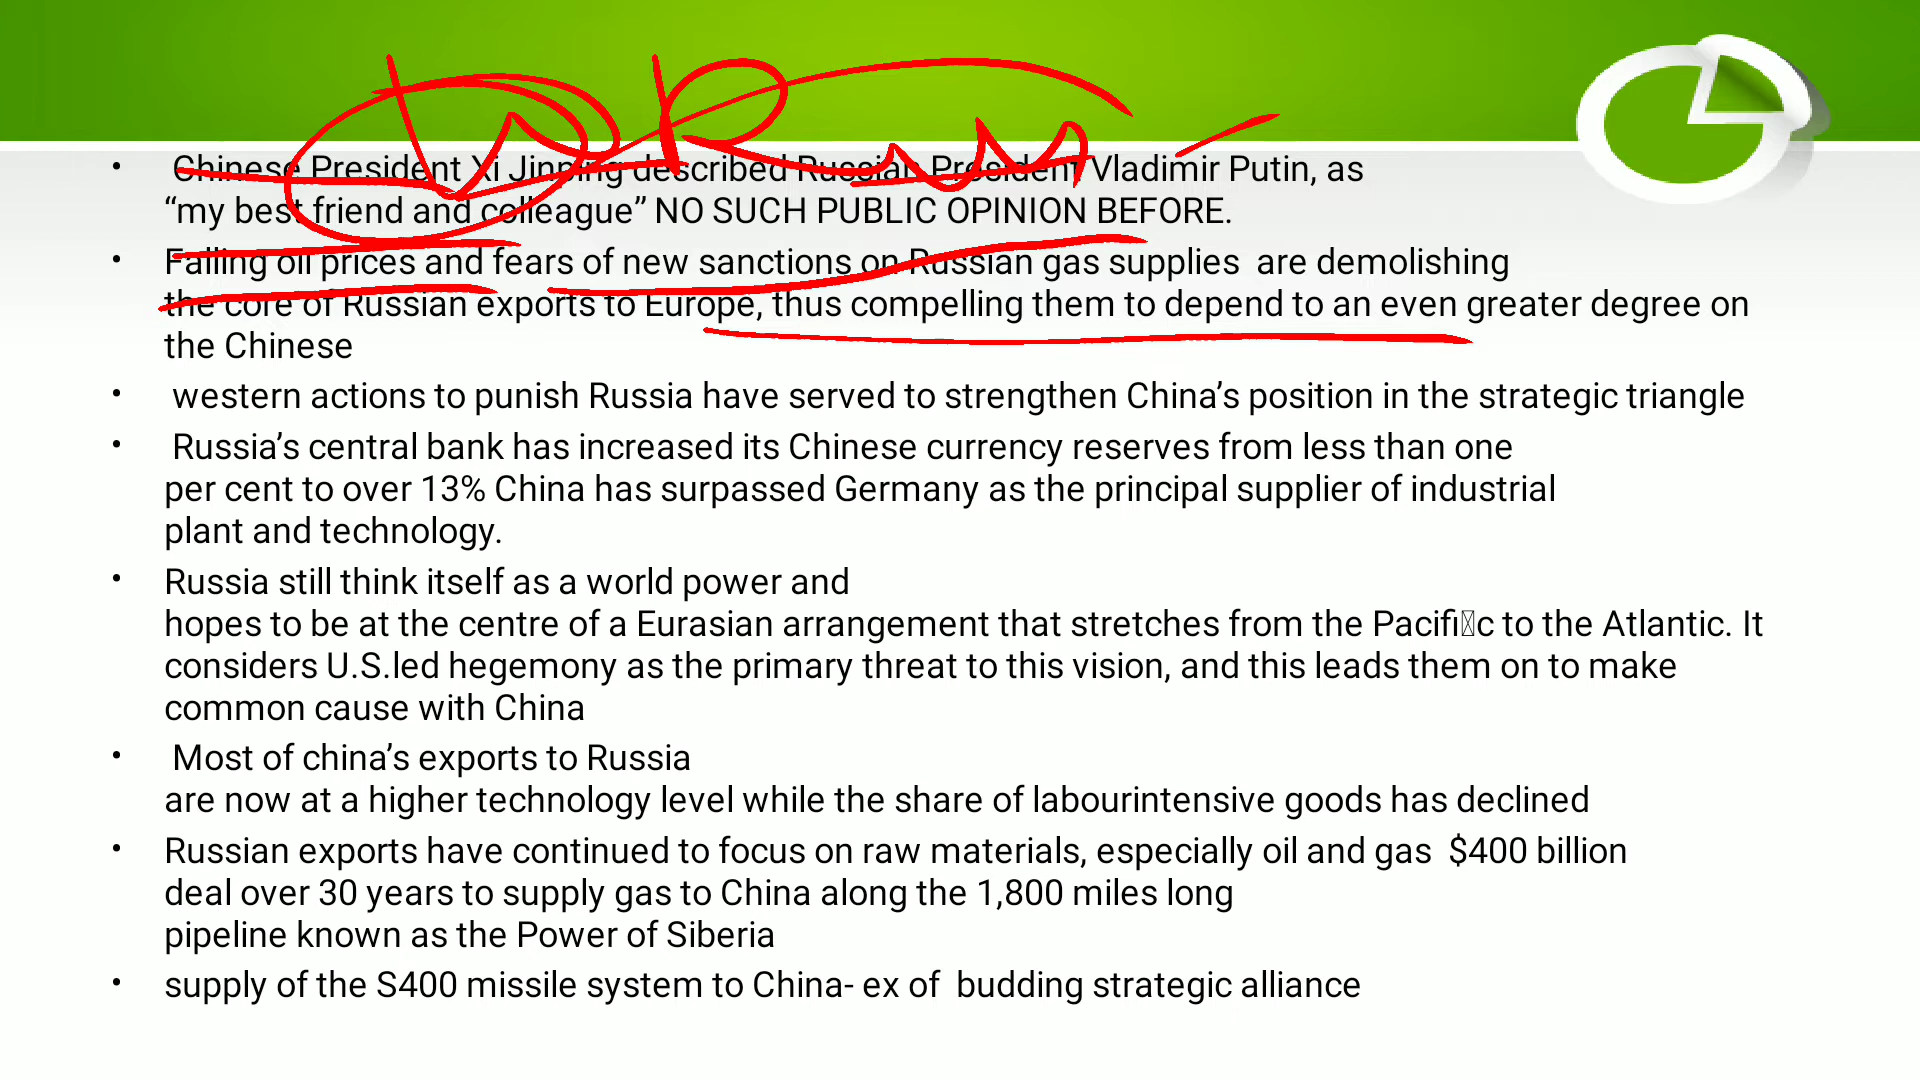 • Chinese President Xi Jinping described Russian President Vladimir Putin, as
“my best friend and colleague” NO SUCH PUBLIC OPINION BEFORE.
• Falling oil prices and fears of new sanctions on Russian gas supplies are demolishing
the core of Russian exports to Europe, thus compelling them to depend to an even greater degree on
the Chinese
• western actions to punish Russia have served to strengthen China’s position in the strategic triangle
• Russia’s central bank has increased its Chinese currency reserves from less than one
per cent to over 13% China has surpassed Germany as the principal supplier of industrial
plant and technology.
• Russia still think itself as a world power and
hopes to be at the centre of a Eurasian arrangement that stretches from the Pacifi▯c to the Atlantic. It
considers U.S.led hegemony as the primary threat to this vision, and this leads them on to make
common cause with China
• Most of china’s exports to Russia
are now at a higher technology level while the share of labourintensive goods has declined
• Russian exports have continued to focus on raw materials, especially oil and gas $400 billion
deal over 30 years to supply gas to China along the 1,800 miles long
pipeline known as the Power of Siberia
• supply of the S400 missile system to China- ex of budding strategic alliance